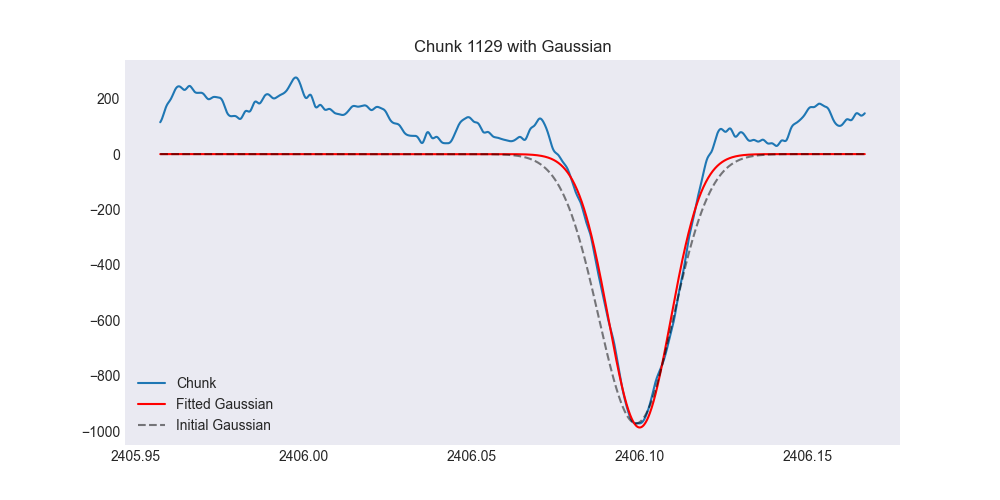 Chunk 1129 with Gaussian
200
0
−200
−400
−600
−800
−1000
Chunk
Fitted Gaussian
Initial Gaussian
2405.95 2406.00 2406.05 2406.10 2406.15